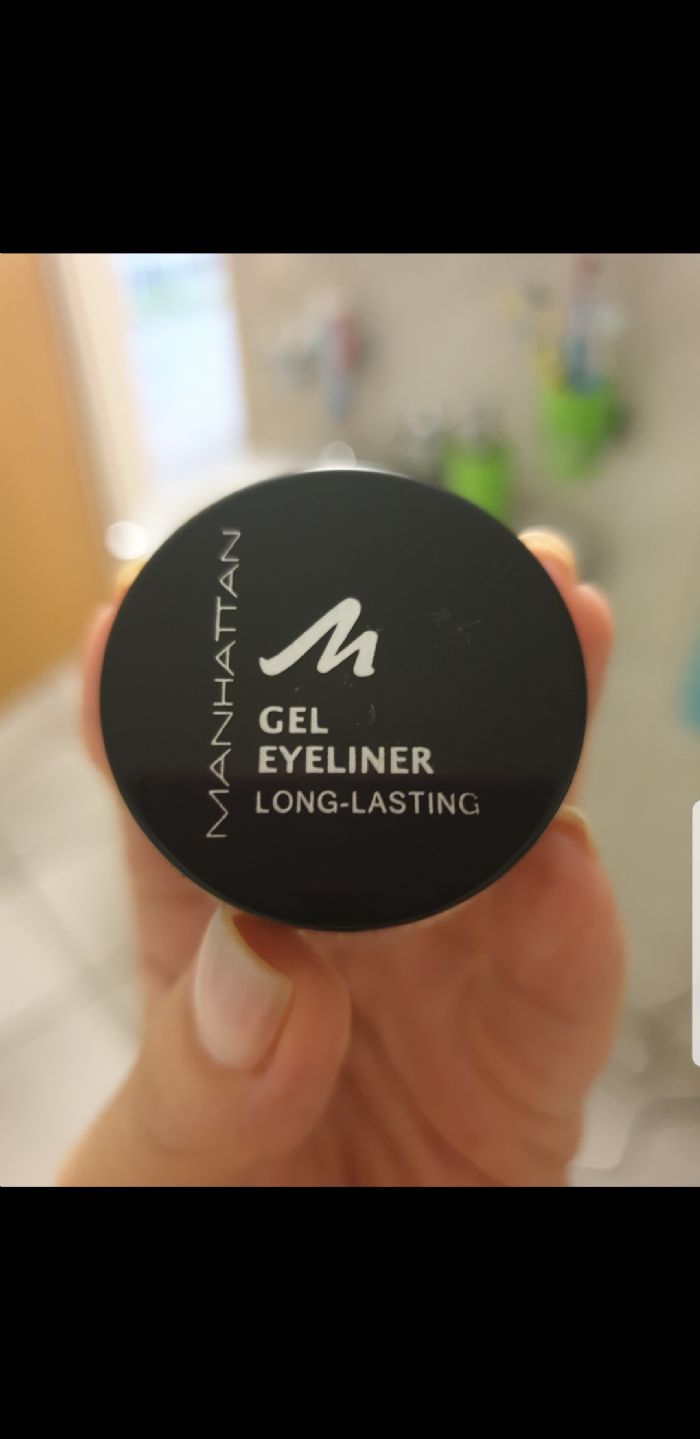 MANHATTAN
M
GEL
EYELINER
LONG-LASTING